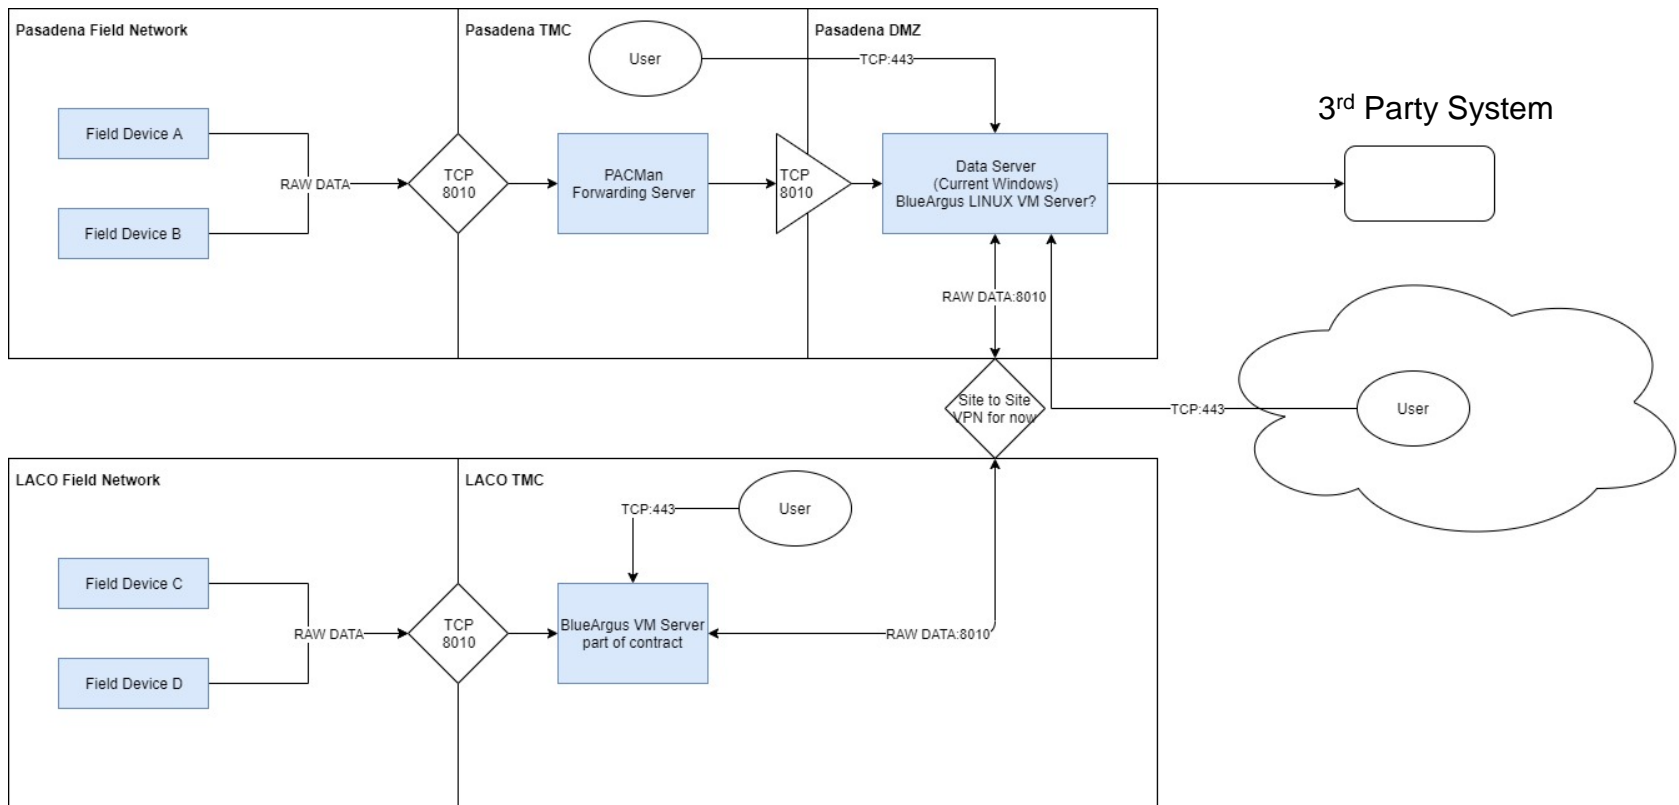 Pasadena Field Network
Pasadena TMC
Pasadena DMZ
User
TCP:443
3rd Party System
Field Device A
RAW DATA
Field Device B
TCP
8010
PACMan
Forwarding Server
TCP
8010
Data Server
(Current Windows)
BlueArgus LINUX VM Server?
RAW DATA:8010
Site to Site
VPN for now
TCP:443
User
LACO Field Network
LACO TMC
TCP:443
User
Field Device C
RAW DATA
Field Device D
TCP
8010
BlueArgus VM Server
part of contract
RAW DATA:8010